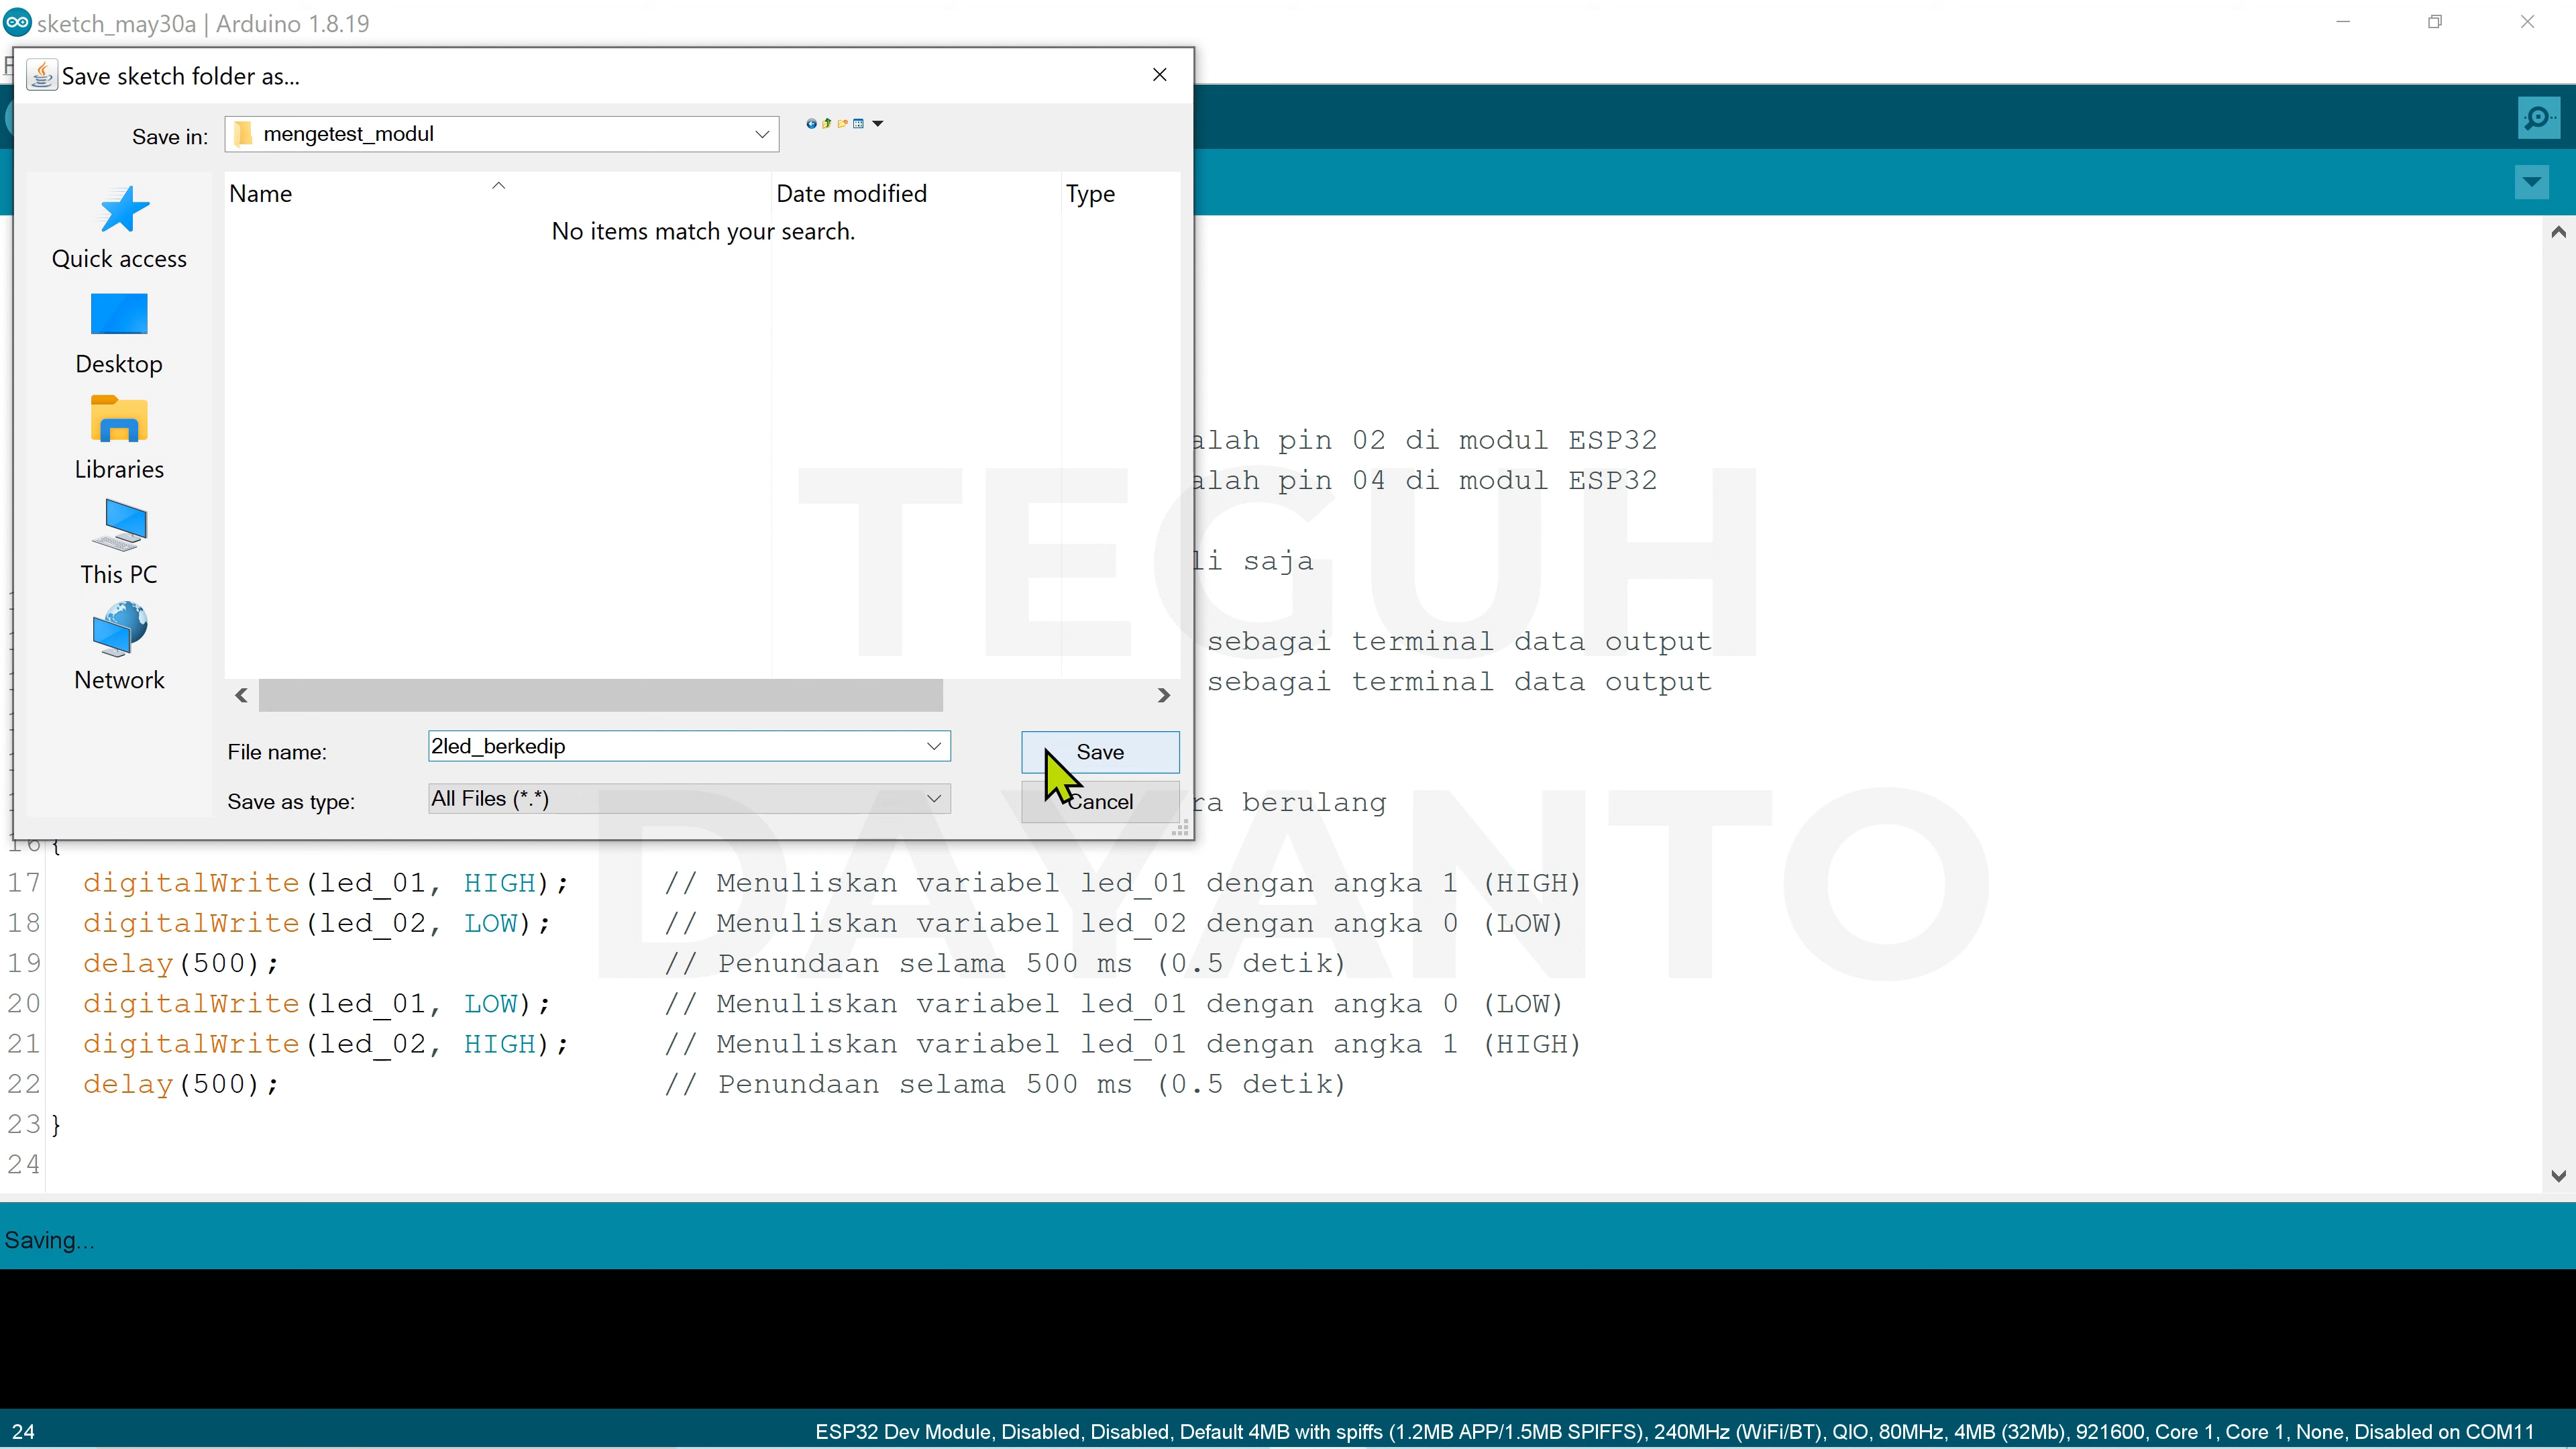 sketch_may30a | Arduino 1.8.19
Save sketch folder as...
Save in:
mengetest_modul
Name
Date modified
Type
No items match your search.
Quick access
Desktop
Libraries
This PC
Network
File name:
2led_berkedip
Save
Save as type:
All Files (*.*)
Cancel
alah pin 02 di modul ESP32
alah pin 04 di modul ESP32
li saja
sebagai terminal data output
sebagai terminal data output
ra berulang
TEGUH
DAYANTO
16 {
17 digitalWrite(led_01, HIGH); // Menuliskan variabel led_01 dengan angka 1 (HIGH)
18 digitalWrite(led_02, LOW); // Menuliskan variabel led_02 dengan angka 0 (LOW)
19 delay(500); // Penundaan selama 500 ms (0.5 detik)
20 digitalWrite(led_01, LOW); // Menuliskan variabel led_01 dengan angka 0 (LOW)
21 digitalWrite(led_02, HIGH); // Menuliskan variabel led_01 dengan angka 1 (HIGH)
22 delay(500); // Penundaan selama 500 ms (0.5 detik)
23 }
24
Saving...
24
ESP32 Dev Module, Disabled, Disabled, Default 4MB with spiffs (1.2MB APP/1.5MB SPIFFS), 240MHz (WiFi/BT), QIO, 80MHz, 4MB (32Mb), 921600, Core 1, Core 1, None, Disabled on COM11